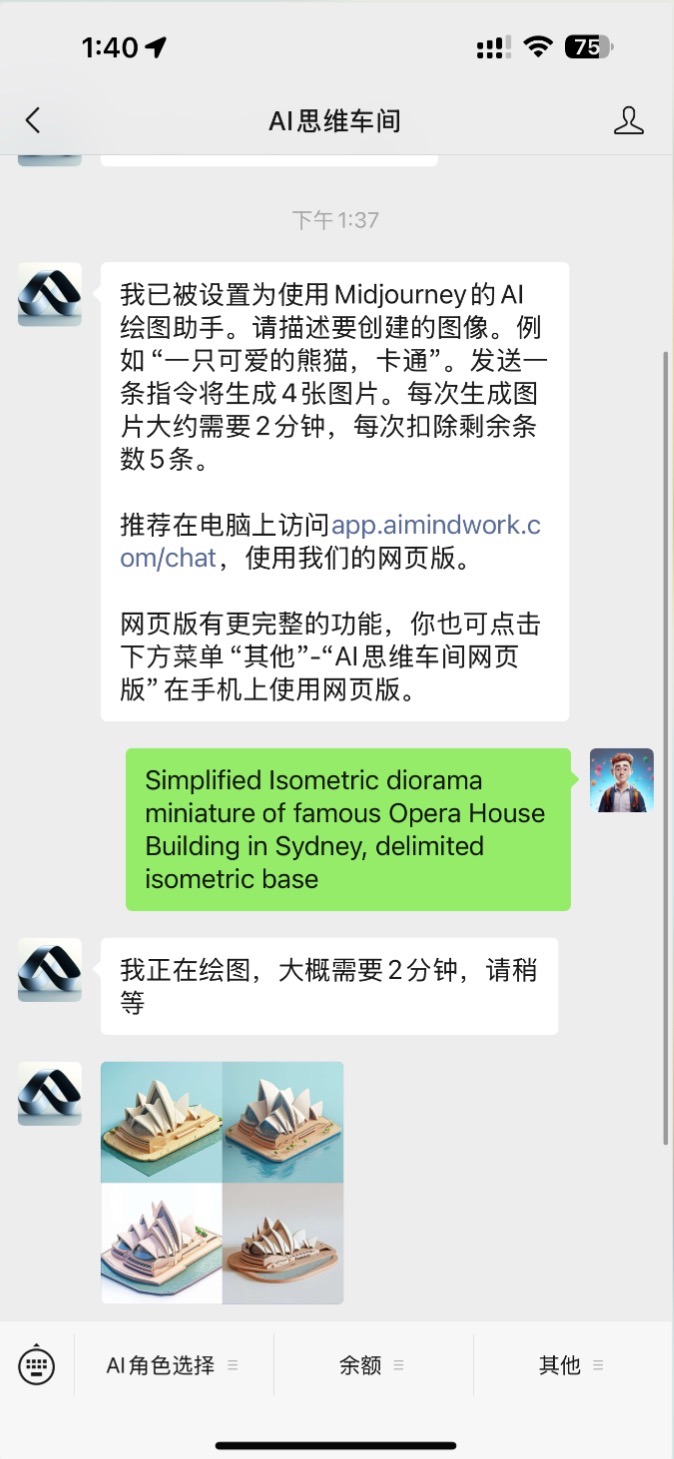 1:40
75
AI思维车间
下午1:37
我已被设置为使用Midjourney的AI
绘图助手。请描述要创建的图像。例
如“一只可爱的熊猫，卡通”。发送一
条指令将生成4张图片。每次生成图
片大约需要2分钟，每次扣除剩余条
数5条。
推荐在电脑上访问app.aimindwork.c
om/chat，使用我们的网页版。
网页版有更完整的功能，你也可点击
下方菜单“其他”-“AI思维车间网页
版”在手机上使用网页版。
Simplified Isometric diorama
miniature of famous Opera House
Building in Sydney, delimited
isometric base
我正在绘图，大概需要2分钟，请稍
等
AI角色选择
余额
其他